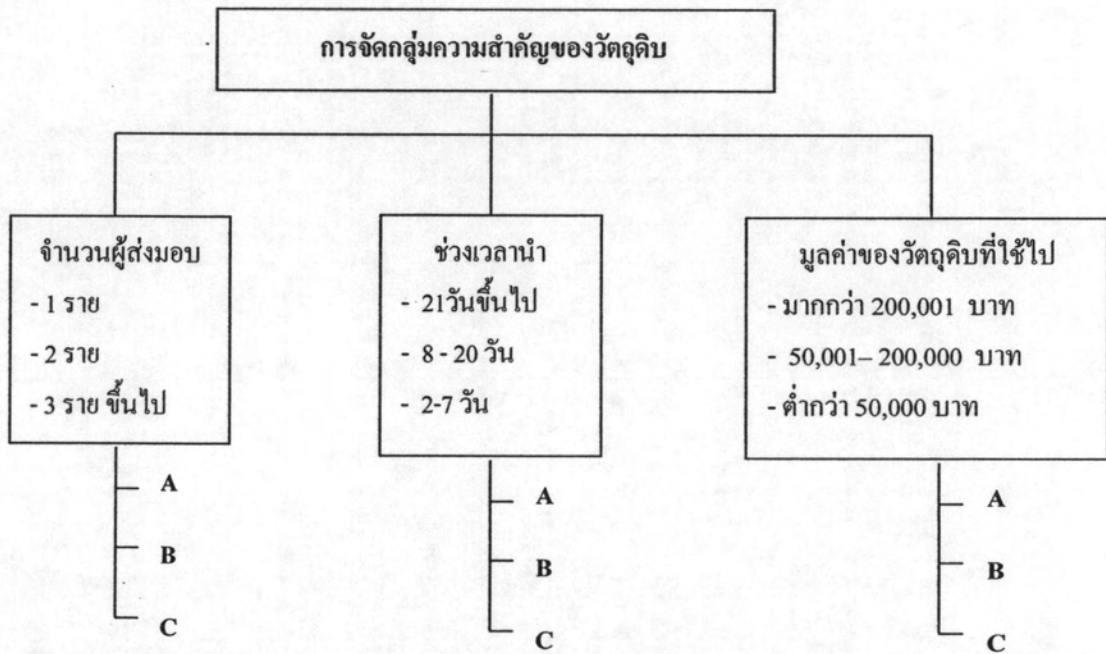 การจัดกลุ่มความสำคัญของวัตถุดิบ
จำนวนผู้ส่งมอบ
- 1 ราย
- 2 ราย
- 3 ราย ขึ้นไป
A
B
C
ช่วงเวลานำ
- 21วันขึ้นไป
- 8 - 20 วัน
- 2-7 วัน
A
B
C
มูลค่าของวัตถุดิบที่ใช้ไป
- มากกว่า 200,001 บาท
- 50,001– 200,000 บาท
- ต่ำกว่า 50,000 บาท
A
B
C